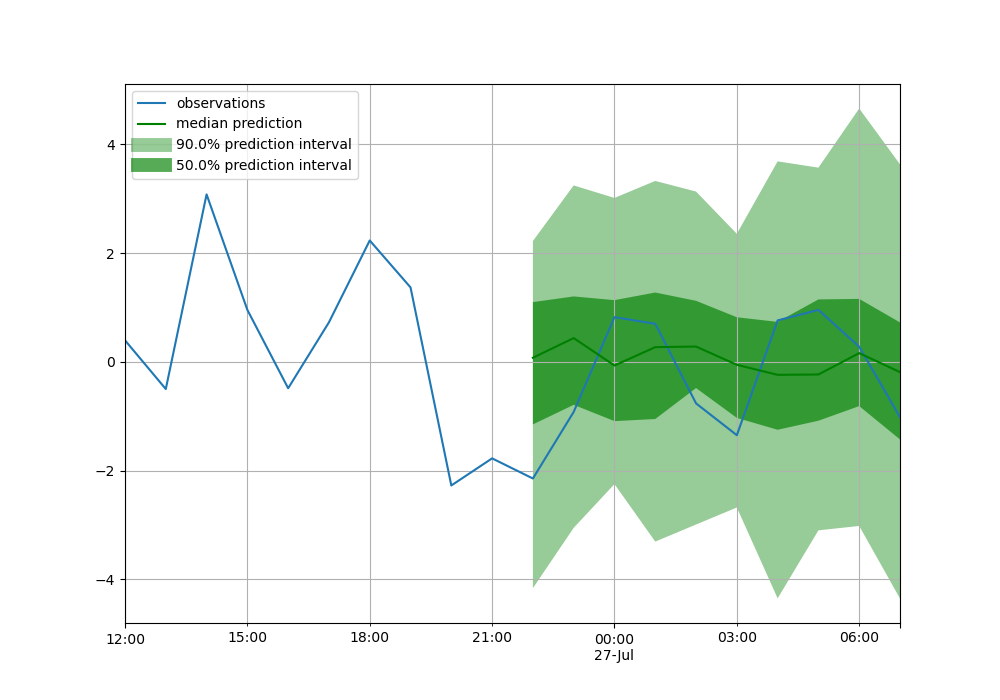 observations
median prediction
90.0% prediction interval
50.0% prediction interval
4
2
0
−2
−4
12:00
15:00
18:00
21:00
00:00
27-Jul
03:00
06:00